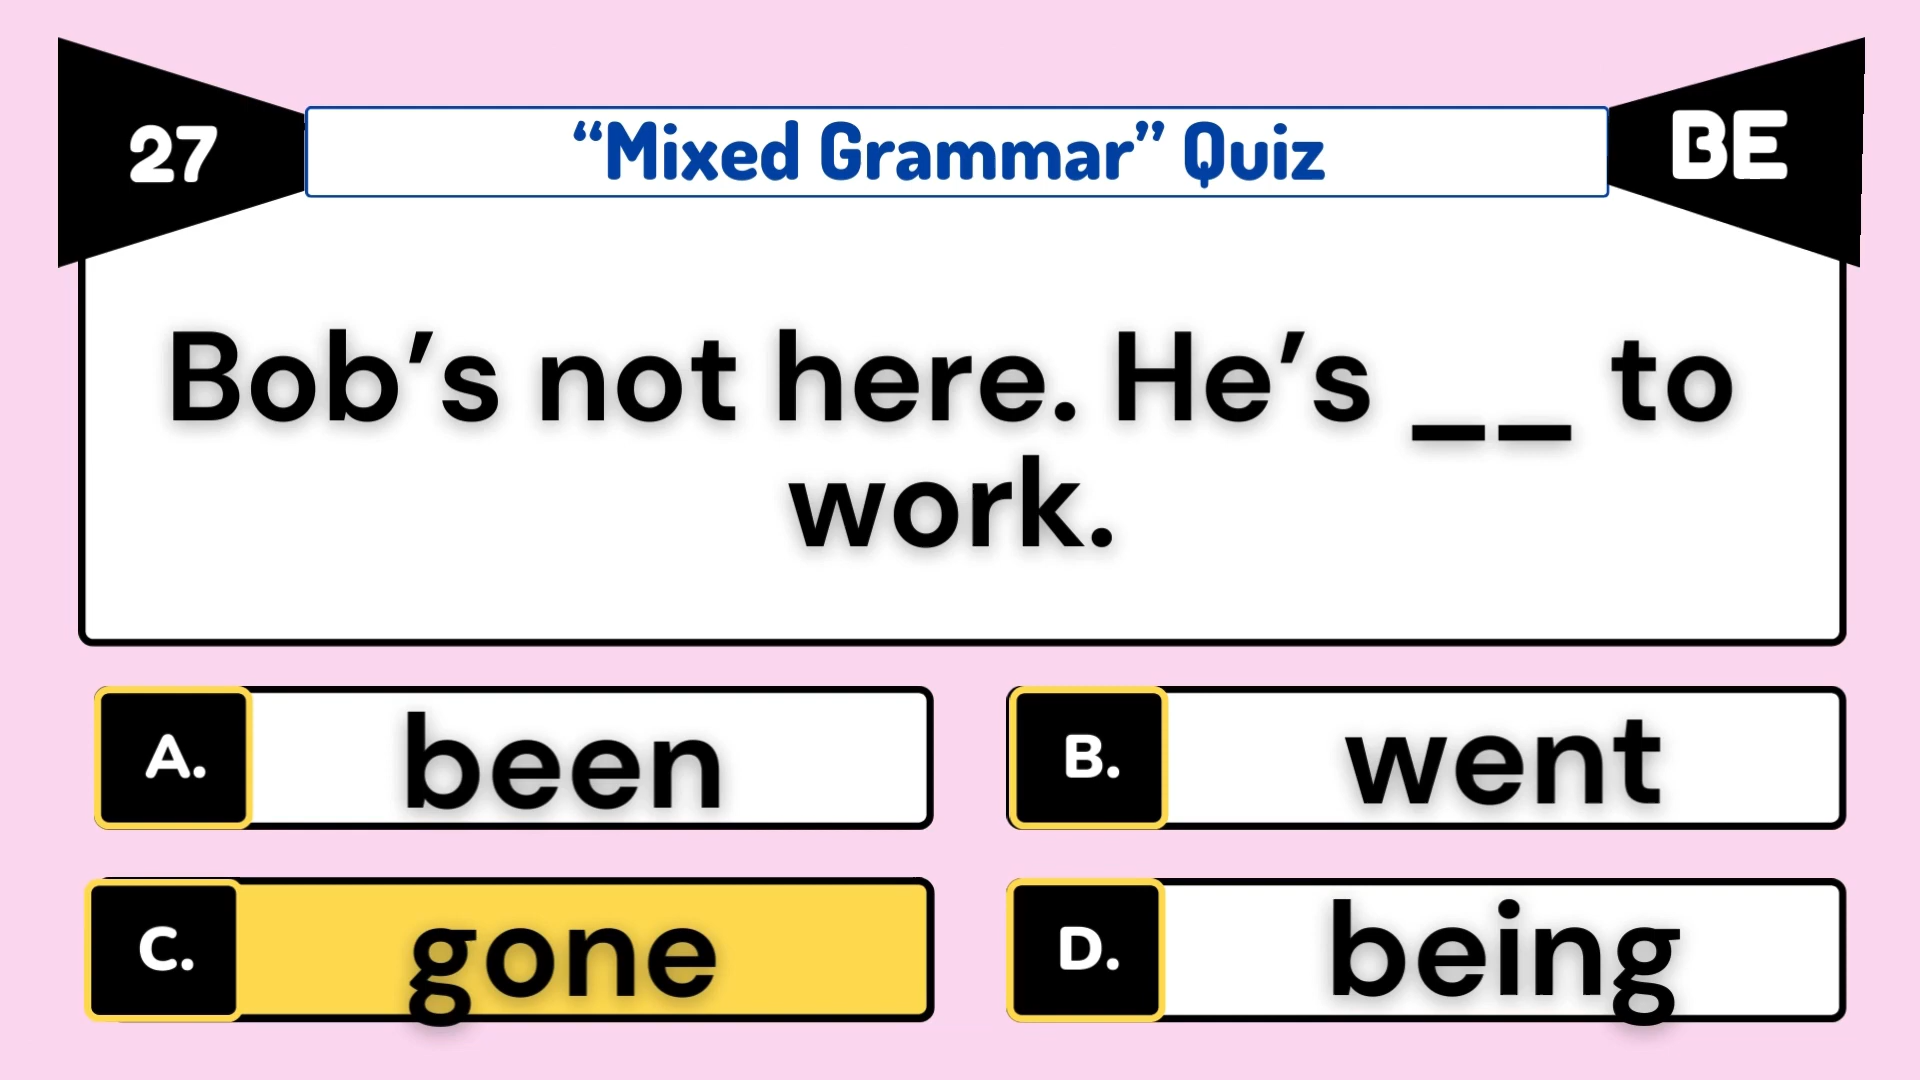 27
“Mixed Grammar” Quiz
BE
Bob’s not here. He’s __ to
work.
A.
been
B.
went
C.
gone
D.
being